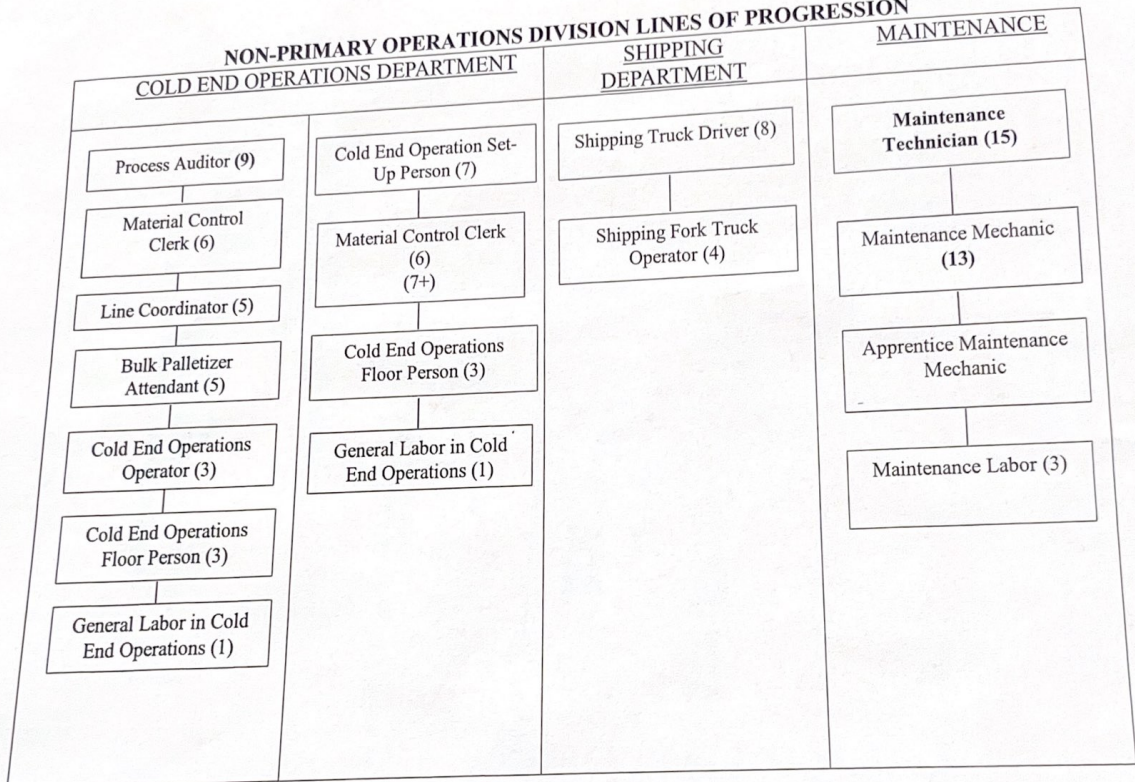 NON-PRIMARY OPERATIONS DIVISION LINES OF PROGRESSION
COLD END OPERATIONS DEPARTMENT
Process Auditor (9)
Material Control
Clerk (6)
Line Coordinator (5)
Bulk Palletizer
Attendant (5)
Cold End Operations
Operator (3)
Cold End Operations
Floor Person (3)
General Labor in Cold
End Operations (1)
Cold End Operation Set-
Up Person (7)
Material Control Clerk
(6)
(7+)
Cold End Operations
Floor Person (3)
General Labor in Cold
End Operations (1)
SHIPPING
DEPARTMENT
Shipping Truck Driver (8)
Shipping Fork Truck
Operator (4)
MAINTENANCE
Maintenance
Technician (15)
Maintenance Mechanic
(13)
Apprentice Maintenance
Mechanic
Maintenance Labor (3)